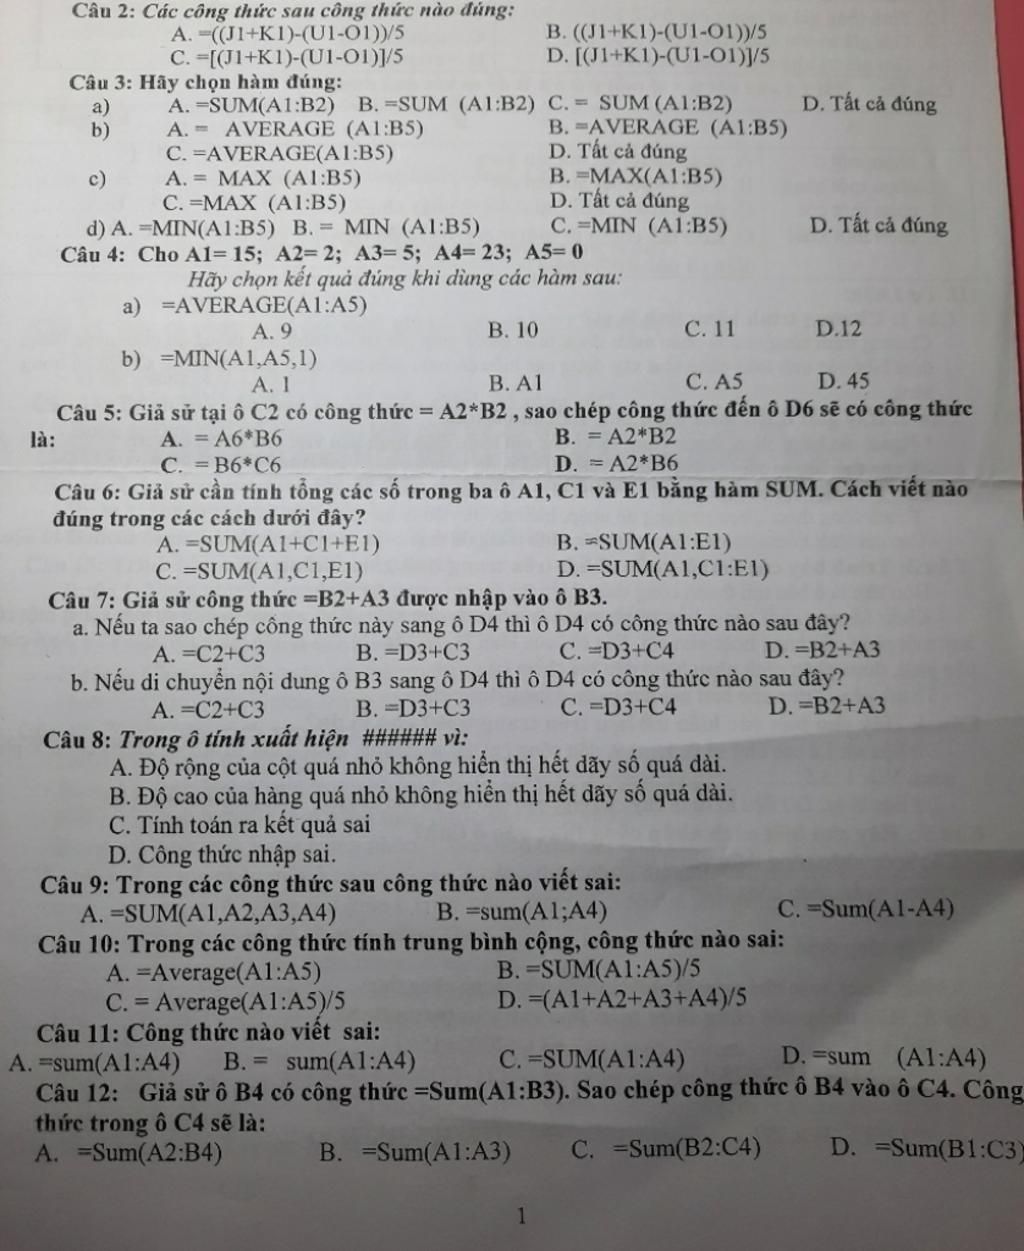 Câu 2: Các công thức sau công thức nào đúng:
A. =((J1+K1)-(U1-O1))/5 B. ((J1+K1)-(U1-O1))/5
C. =[(J1+K1)-(U1-O1)]/5 D. [(J1+K1)-(U1-O1)]/5
Câu 3: Hãy chọn hàm đúng:
a) A. =SUM(A1:B2) B. =SUM (A1:B2) C. = SUM (A1:B2) D. Tất cả đúng
b) A. = AVERAGE (A1:B5) B. =AVERAGE (A1:B5)
C. =AVERAGE(A1:B5) D. Tất cả đúng
c) A. = MAX (A1:B5) B. =MAX(A1:B5)
C. =MAX (A1:B5) D. Tất cả đúng
d) A. =MIN(A1:B5) B. = MIN (A1:B5) C. =MIN (A1:B5) D. Tất cả đúng
Câu 4: Cho A1= 15; A2= 2; A3= 5; A4= 23; A5= 0
Hãy chọn kết quả đúng khi dùng các hàm sau:
a) =AVERAGE(A1:A5)
A. 9 B. 10 C. 11 D.12
b) =MIN(A1,A5,1)
A. 1 B. A1 C. A5 D. 45
Câu 5: Giả sử tại ô C2 có công thức = A2*B2 , sao chép công thức đến ô D6 sẽ có công thức
là: A. = A6*B6 B. = A2*B2
C. = B6*C6 D. = A2*B6
Câu 6: Giả sử cần tính tổng các số trong ba ô A1, C1 và E1 bằng hàm SUM. Cách viết nào
đúng trong các cách dưới đây?
A. =SUM(A1+C1+E1) B. =SUM(A1:E1)
C. =SUM(A1,C1,E1) D. =SUM(A1,C1:E1)
Câu 7: Giả sử công thức =B2+A3 được nhập vào ô B3.
a. Nếu ta sao chép công thức này sang ô D4 thì ô D4 có công thức nào sau đây?
A. =C2+C3 B. =D3+C3 C. =D3+C4 D. =B2+A3
b. Nếu di chuyển nội dung ô B3 sang ô D4 thì ô D4 có công thức nào sau đây?
A. =C2+C3 B. =D3+C3 C. =D3+C4 D. =B2+A3
Câu 8: Trong ô tính xuất hiện ###### vì:
A. Độ rộng của cột quá nhỏ không hiển thị hết dãy số quá dài.
B. Độ cao của hàng quá nhỏ không hiển thị hết dãy số quá dài.
C. Tính toán ra kết quả sai
D. Công thức nhập sai.
Câu 9: Trong các công thức sau công thức nào viết sai:
A. =SUM(A1,A2,A3,A4) B. =sum(A1;A4) C. =Sum(A1-A4)
Câu 10: Trong các công thức tính trung bình cộng, công thức nào sai:
A. =Average(A1:A5) B. =SUM(A1:A5)/5
C. = Average(A1:A5)/5 D. =(A1+A2+A3+A4)/5
Câu 11: Công thức nào viết sai:
A. =sum(A1:A4) B. = sum(A1:A4) C. =SUM(A1:A4) D. =sum (A1:A4)
Câu 12: Giả sử ô B4 có công thức =Sum(A1:B3). Sao chép công thức ô B4 vào ô C4. Công
thức trong ô C4 sẽ là:
A. =Sum(A2:B4) B. =Sum(A1:A3) C. =Sum(B2:C4) D. =Sum(B1:C3)
1